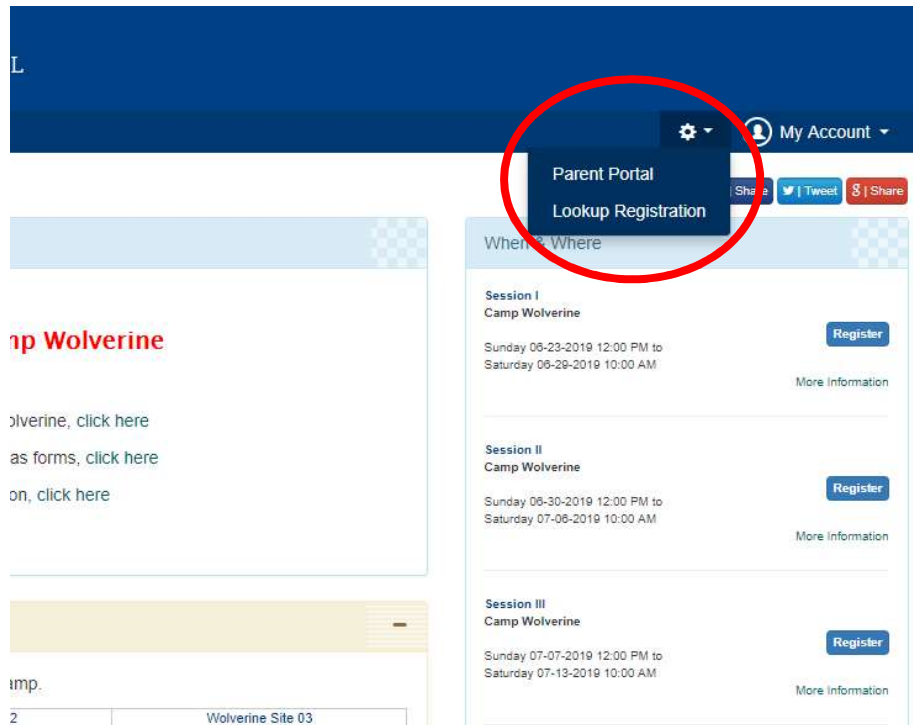 L
My Account
Parent Portal
Lookup Registration
Share
| Tweet
8 | Share
When & Where
Session I
Camp Wolverine
Sunday 06-23-2019 12:00 PM to
Saturday 06-29-2019 10:00 AM
Register
More Information
Session II
Camp Wolverine
Sunday 06-30-2019 12:00 PM to
Saturday 07-06-2019 10:00 AM
Register
More Information
Session III
Camp Wolverine
Sunday 07-07-2019 12:00 PM to
Saturday 07-13-2019 10:00 AM
Register
More Information
np Wolverine
olverine, click here
as forms, click here
on, click here
amp.
2
Wolverine Site 03